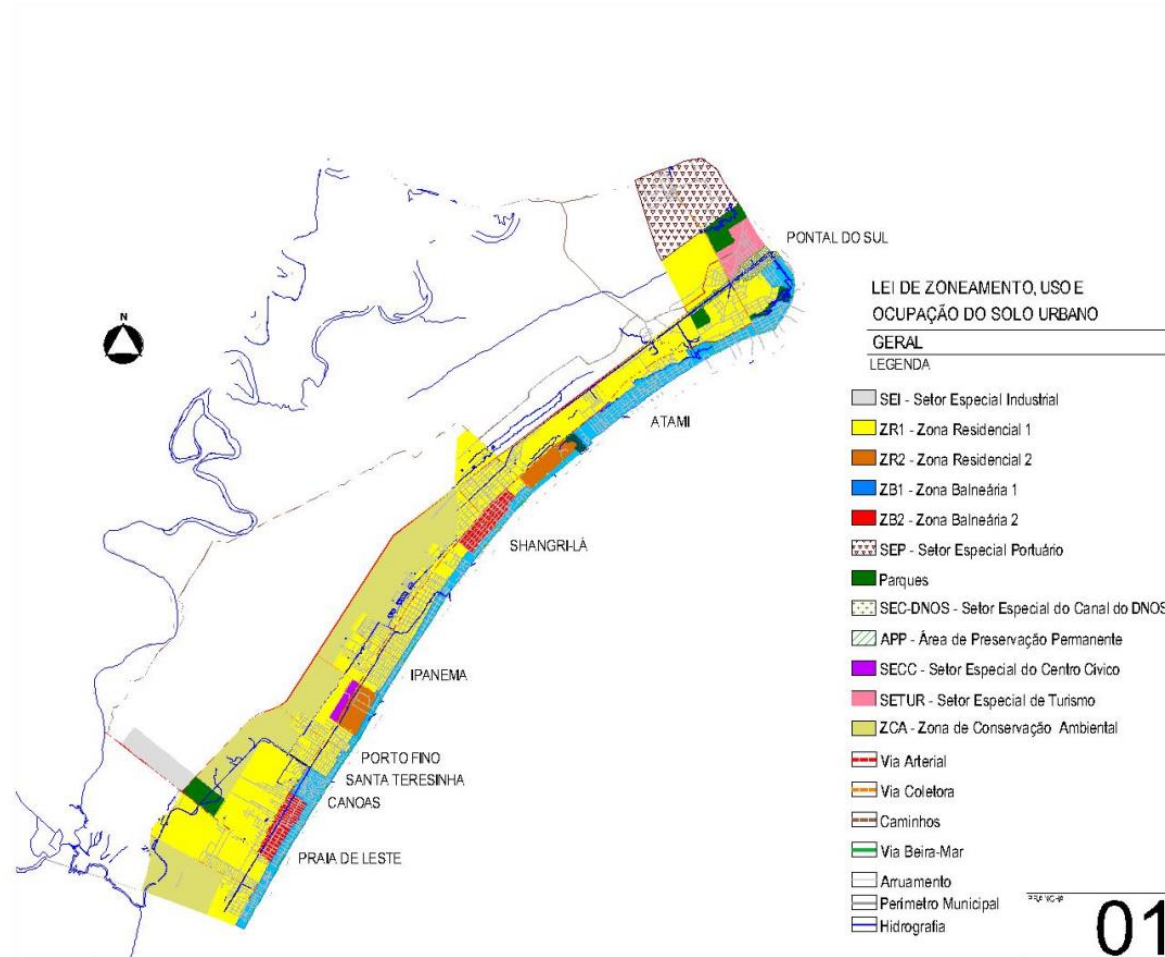 N
PONTAL DO SUL
ATAMI
SHANGRI-LÁ
IPANEMA
PORTO FINO
SANTA TERESINHA
CANOAS
PRAIA DE LESTE
LEI DE ZONEAMENTO, USO E
OCUPAÇÃO DO SOLO URBANO
GERAL
LEGENDA
SEI - Setor Especial Industrial
ZR1 - Zona Residencial 1
ZR2 - Zona Residencial 2
ZB1 - Zona Balneária 1
ZB2 - Zona Balneária 2
SEP - Setor Especial Portuário
Parques
SEC-DNOS - Setor Especial do Canal do DNOS
APP - Área de Preservação Permanente
SECC - Setor Especial do Centro Cívico
SETUR - Setor Especial de Turismo
ZCA - Zona de Conservação Ambiental
Via Arterial
Via Coletora
Caminhos
Via Beira-Mar
Arruamento
Perímetro Municipal
Hidrografia
PRANCHA
01